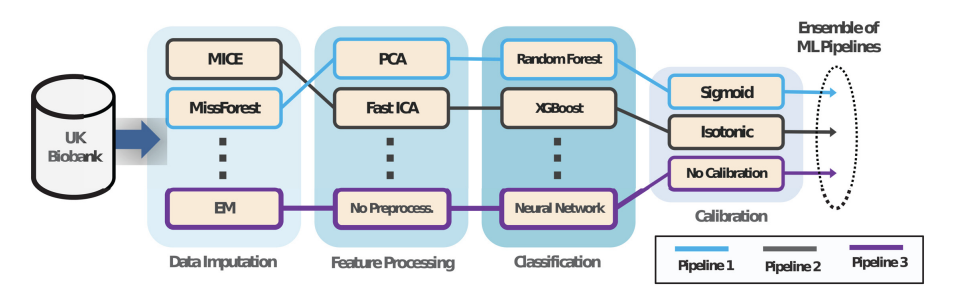 Ensemble of
ML Pipelines
UK
Biobank
MICE
MissForest
EM
Data Imputation
PCA
Fast ICA
No Preprocess.
Feature Processing
Random Forest
XGBoost
Neural Network
Classification
Sigmoid
Isotonic
No Calibration
Calibration
Pipeline 1
Pipeline 2
Pipeline 3